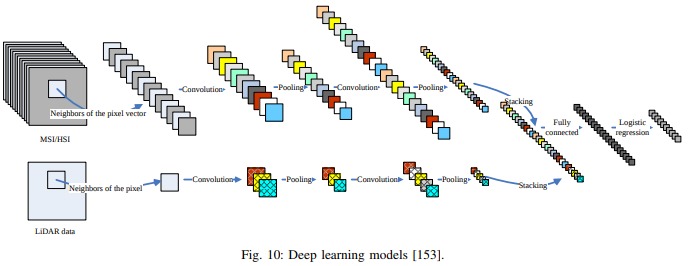 Neighbors of the pixel vector
MSI/HSI
Convolution
Pooling
Convolution
Pooling
Stacking
Fully
connected
Logistic
regression
Neighbors of the pixel
LiDAR data
Convolution
Pooling
Convolution
Pooling
Stacking
Fig. 10: Deep learning models [153].